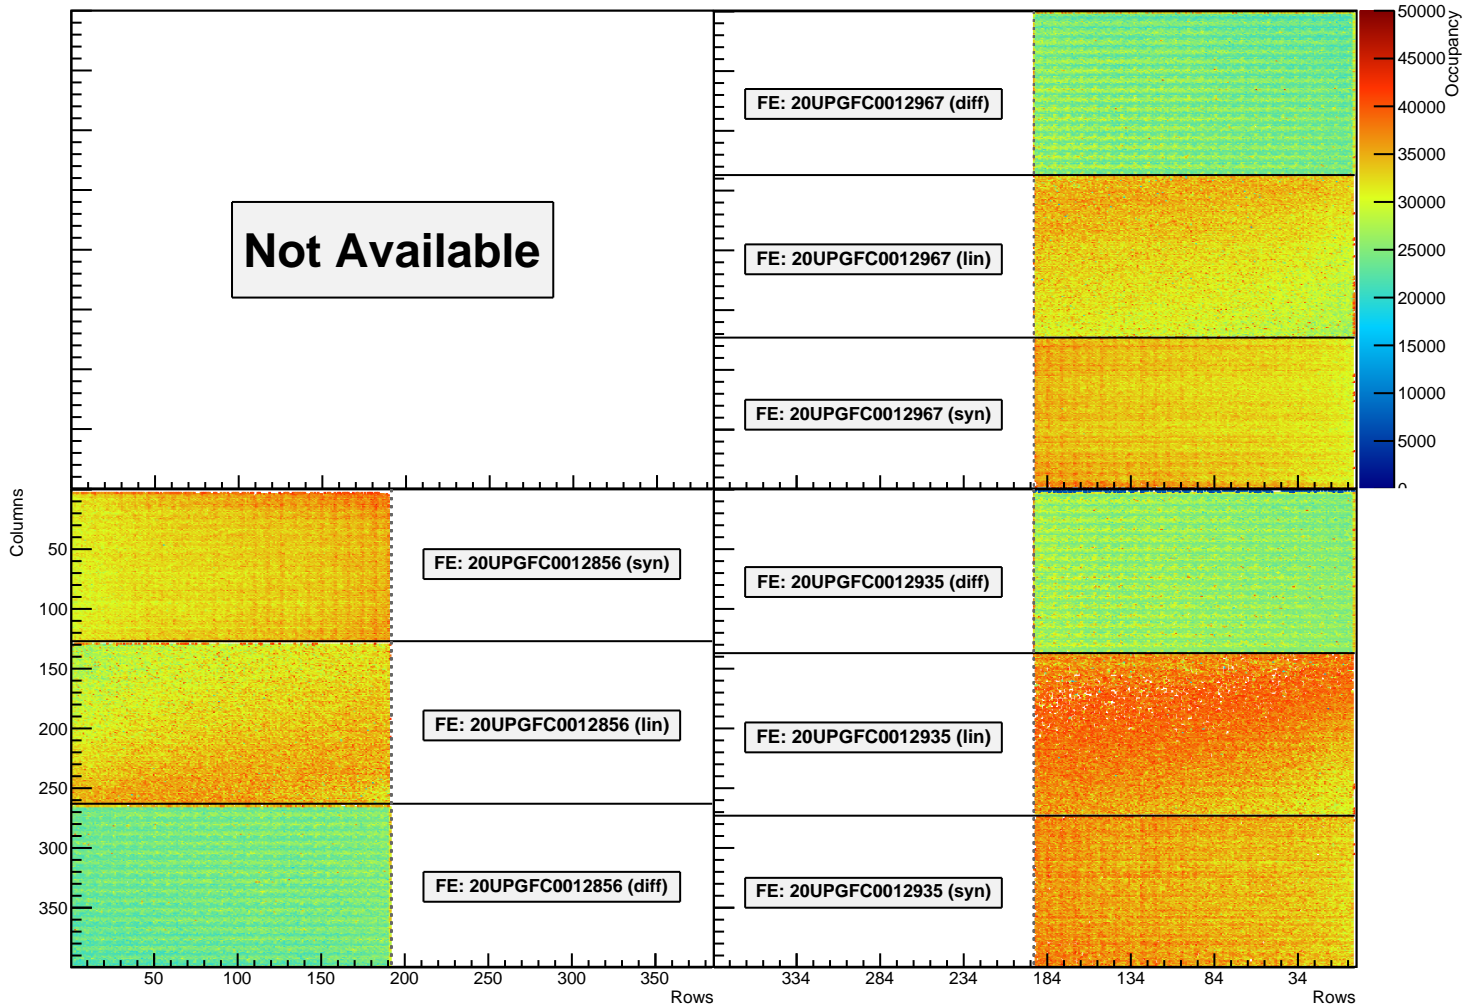 50000
45000
40000
35000
30000
25000
20000
15000
10000
5000
0
Occupancy
FE: 20UPGFC0012967 (diff)
Not Available
FE: 20UPGFC0012967 (lin)
FE: 20UPGFC0012967 (syn)
50 100 150 200 250 300 350
334 284 234 184 134 84 34
Columns
50
100
150
200
250
300
350
FE: 20UPGFC0012856 (syn)
FE: 20UPGFC0012856 (lin)
FE: 20UPGFC0012856 (diff)
FE: 20UPGFC0012935 (diff)
FE: 20UPGFC0012935 (lin)
FE: 20UPGFC0012935 (syn)
Rows
Rows